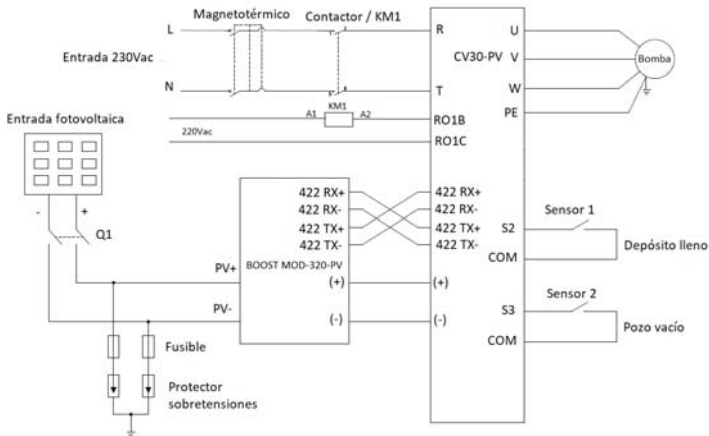 Magnetotérmico
Contactor / KM1
L
R
U
Entrada 230Vac
CV30-PV
V
Bomba
N
T
W
Entrada fotovoltaica
KM1
A1
A2
RO1B
PE
220Vac
RO1C
- +
Q1
422 RX+
422 RX-
422 TX+
422 TX-
422 RX+
422 RX-
422 TX+
422 TX-
Sensor 1
S2
Depósito lleno
COM
PV+
BOOST MOD-320-PV
(+)
(+)
PV-
(-)
(-)
Sensor 2
S3
Pozo vacío
COM
Fusible
Protector
sobretensiones